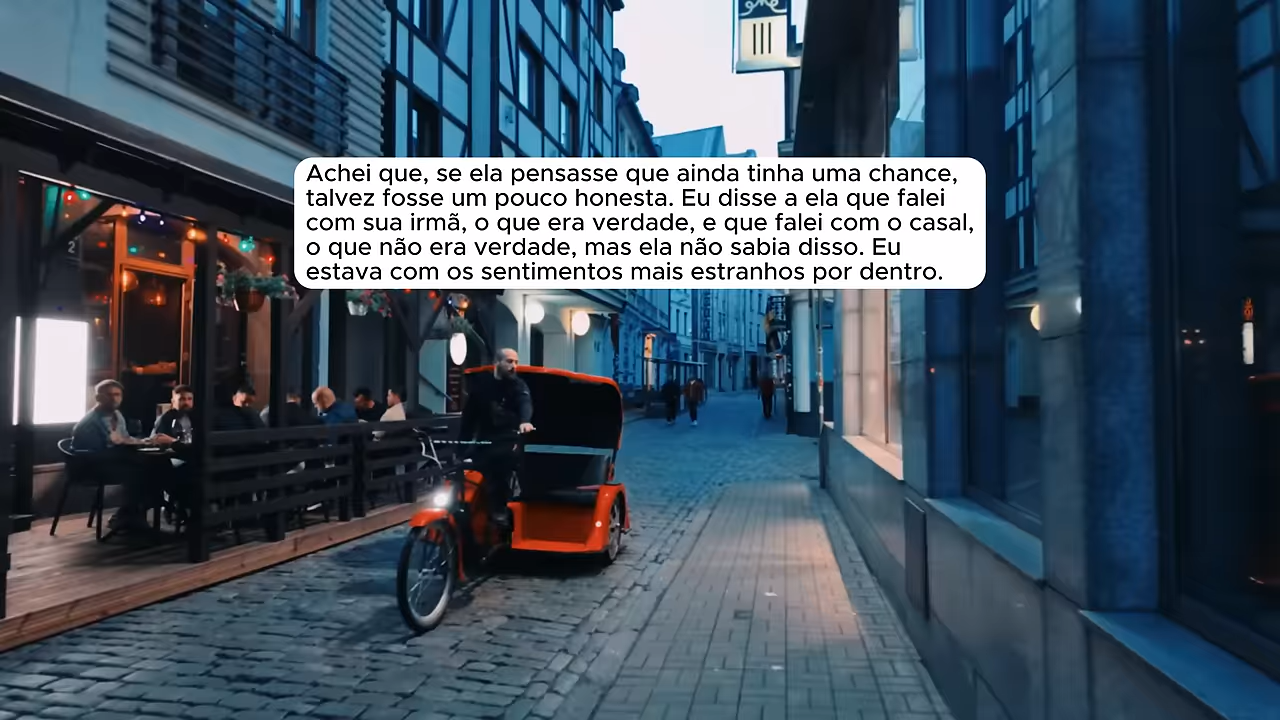 Achei que, se ela pensasse que ainda tinha uma chance,
talvez fosse um pouco honesta. Eu disse a ela que falei
com sua irmã, o que era verdade, e que falei com o casal,
o que não era verdade, mas ela não sabia disso. Eu
estava com os sentimentos mais estranhos por dentro.